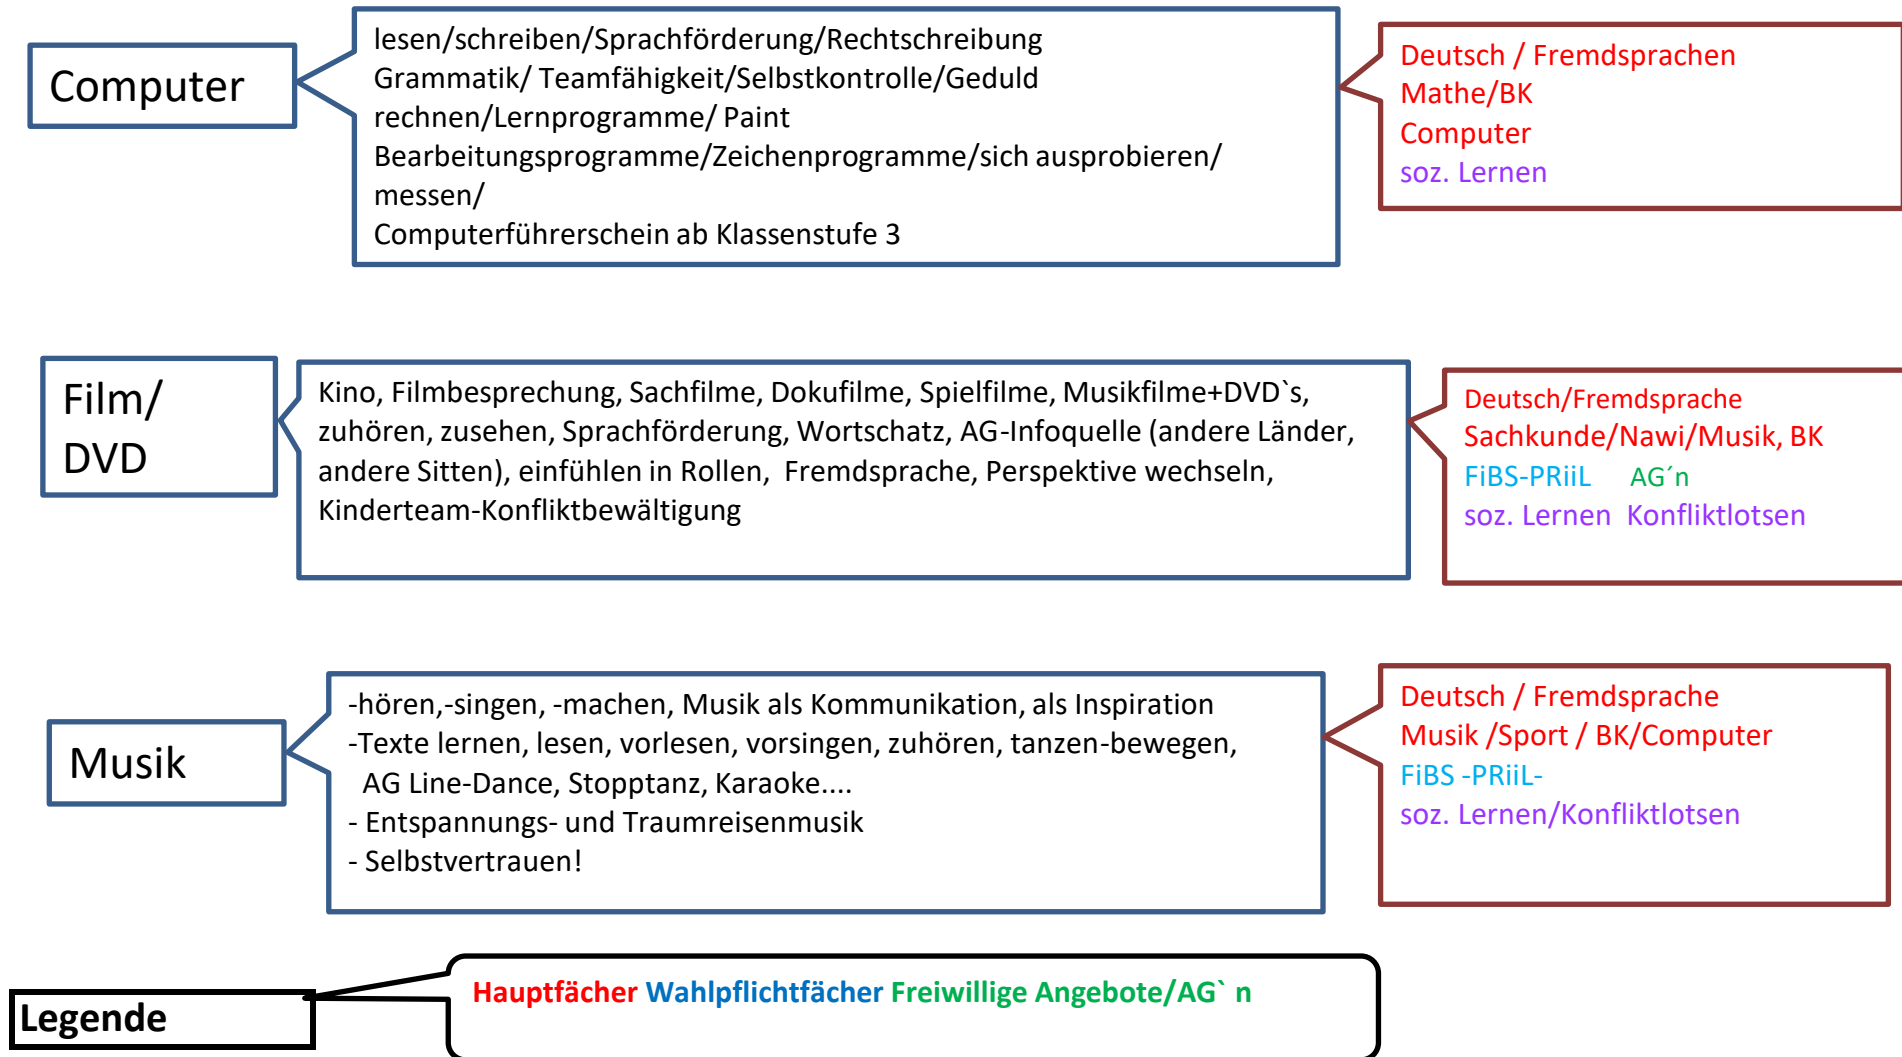 Computer
lesen/schreiben/Sprachförderung/Rechtschreibung
Grammatik/ Teamfähigkeit/Selbstkontrolle/Geduld
rechnen/Lernprogramme/ Paint
Bearbeitungsprogramme/Zeichenprogramme/sich ausprobieren/
messen/
Computerführerschein ab Klassenstufe 3
Deutsch / Fremdsprachen
Mathe/BK
Computer
soz. Lernen
Film/
DVD
Kino, Filmbesprechung, Sachfilme, Dokufilme, Spielfilme, Musikfilme+DVD`s,
zuhören, zusehen, Sprachförderung, Wortschatz, AG-Infoquelle (andere Länder,
andere Sitten), einfühlen in Rollen,  Fremdsprache, Perspektive wechseln,
Kinderteam-Konfliktbewältigung
Deutsch/Fremdsprache
Sachkunde/Nawi/Musik, BK
FiBS-PRiiL    AG´n
soz. Lernen  Konfliktlotsen
Musik
-hören,-singen, -machen, Musik als Kommunikation, als Inspiration
-Texte lernen, lesen, vorlesen, vorsingen, zuhören, tanzen-bewegen,
AG Line-Dance, Stopptanz, Karaoke....
- Entspannungs- und Traumreisenmusik
- Selbstvertrauen!
Deutsch / Fremdsprache
Musik /Sport / BK/Computer
FiBS -PRiiL-
soz. Lernen/Konfliktlotsen
Legende
Hauptfächer Wahlpflichtfächer Freiwillige Angebote/AG` n